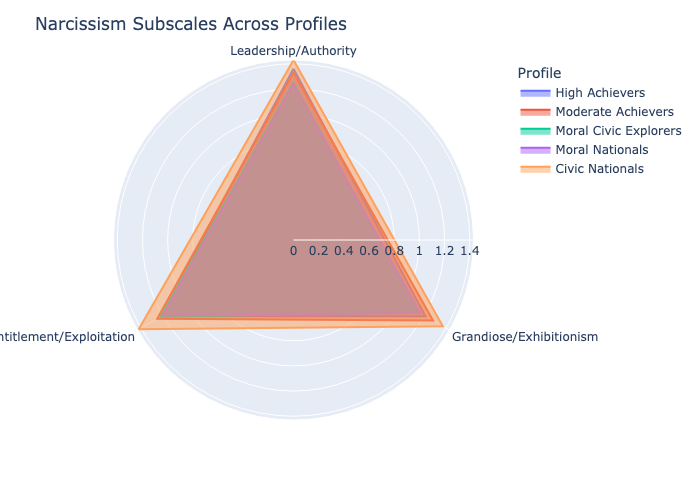 Narcissism Subscales Across Profiles
Leadership/Authority
Profile
High Achievers
Moderate Achievers
Moral Civic Explorers
Moral Nationals
Civic Nationals
0 0.2 0.4 0.6 0.8 1 1.2 1.4
ntitlement/Exploitation
Grandiose/Exhibitionism